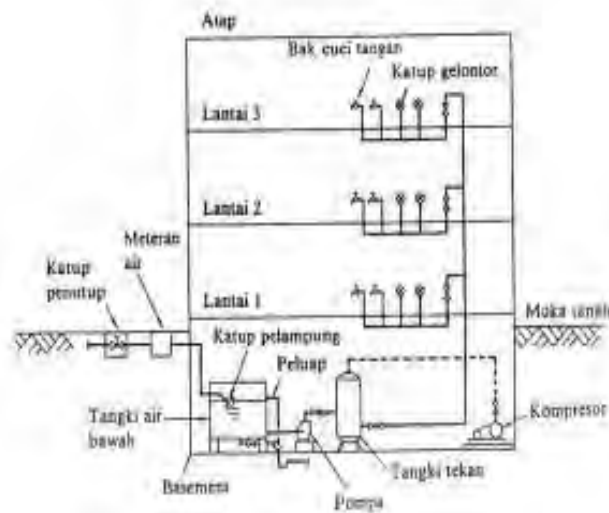 Atap
Bak cuci tangan
Katup gelontor
Lantai 3
Lantai 2
Meteran
air
Katup
penutup
Lantai 1
Muka tanah
Katup pelampung
Peluap
Tangki air
bawah
Kompresor
Basement
Tangki tekan
Pompa